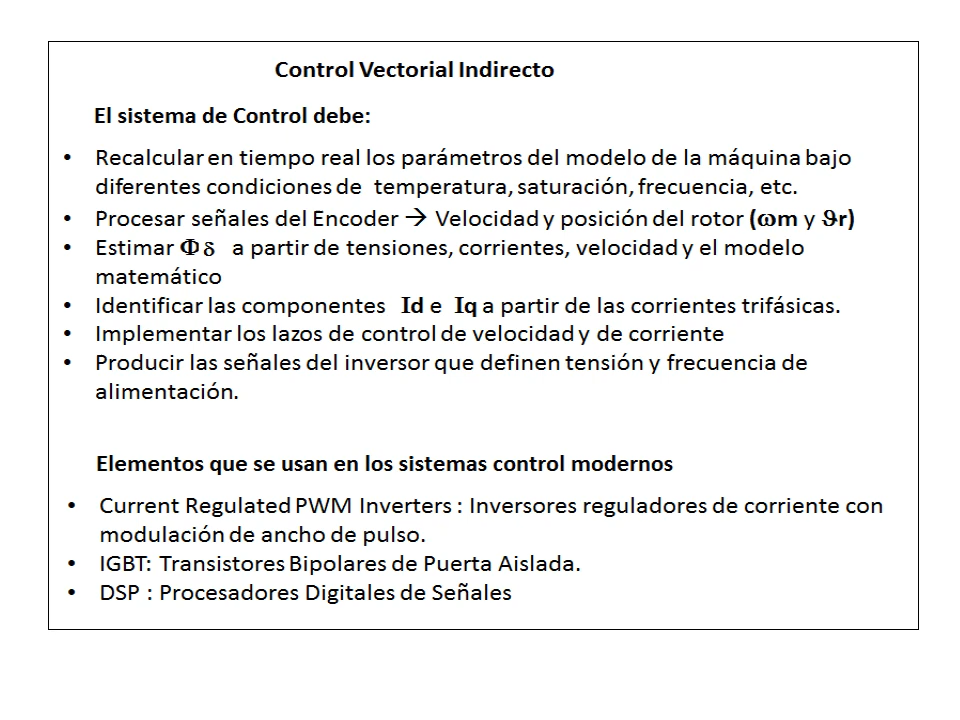 Control Vectorial Indirecto
El sistema de Control debe:
• Recalcular en tiempo real los parámetros del modelo de la máquina bajo
diferentes condiciones de temperatura, saturación, frecuencia, etc.
• Procesar señales del Encoder → Velocidad y posición del rotor (ωm y ϑr)
• Estimar Φ δ a partir de tensiones, corrientes, velocidad y el modelo
matemático
• Identificar las componentes Id e Iq a partir de las corrientes trifásicas.
• Implementar los lazos de control de velocidad y de corriente
• Producir las señales del inversor que definen tensión y frecuencia de
alimentación.
Elementos que se usan en los sistemas control modernos
• Current Regulated PWM Inverters : Inversores reguladores de corriente con
modulación de ancho de pulso.
• IGBT: Transistores Bipolares de Puerta Aislada.
• DSP : Procesadores Digitales de Señales